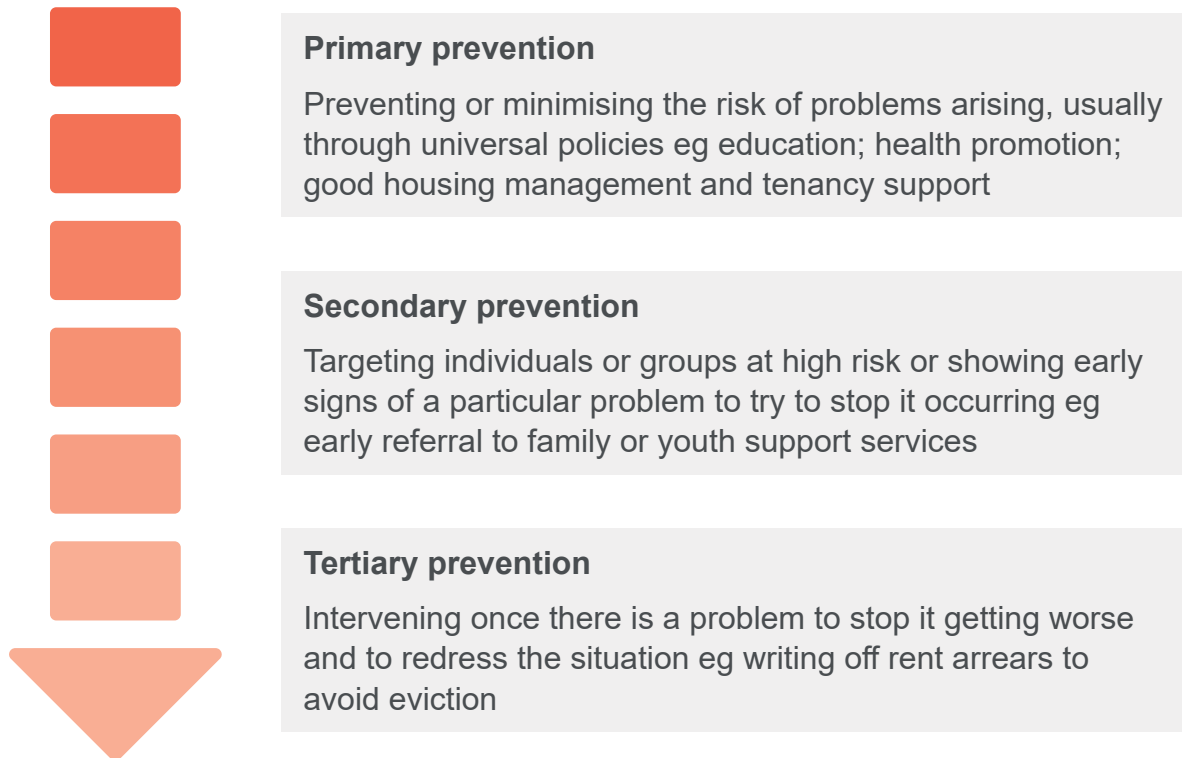 Primary prevention
Preventing or minimising the risk of problems arising, usually
through universal policies eg education; health promotion;
good housing management and tenancy support
Secondary prevention
Targeting individuals or groups at high risk or showing early
signs of a particular problem to try to stop it occurring eg
early referral to family or youth support services
Tertiary prevention
Intervening once there is a problem to stop it getting worse
and to redress the situation eg writing off rent arrears to
avoid eviction